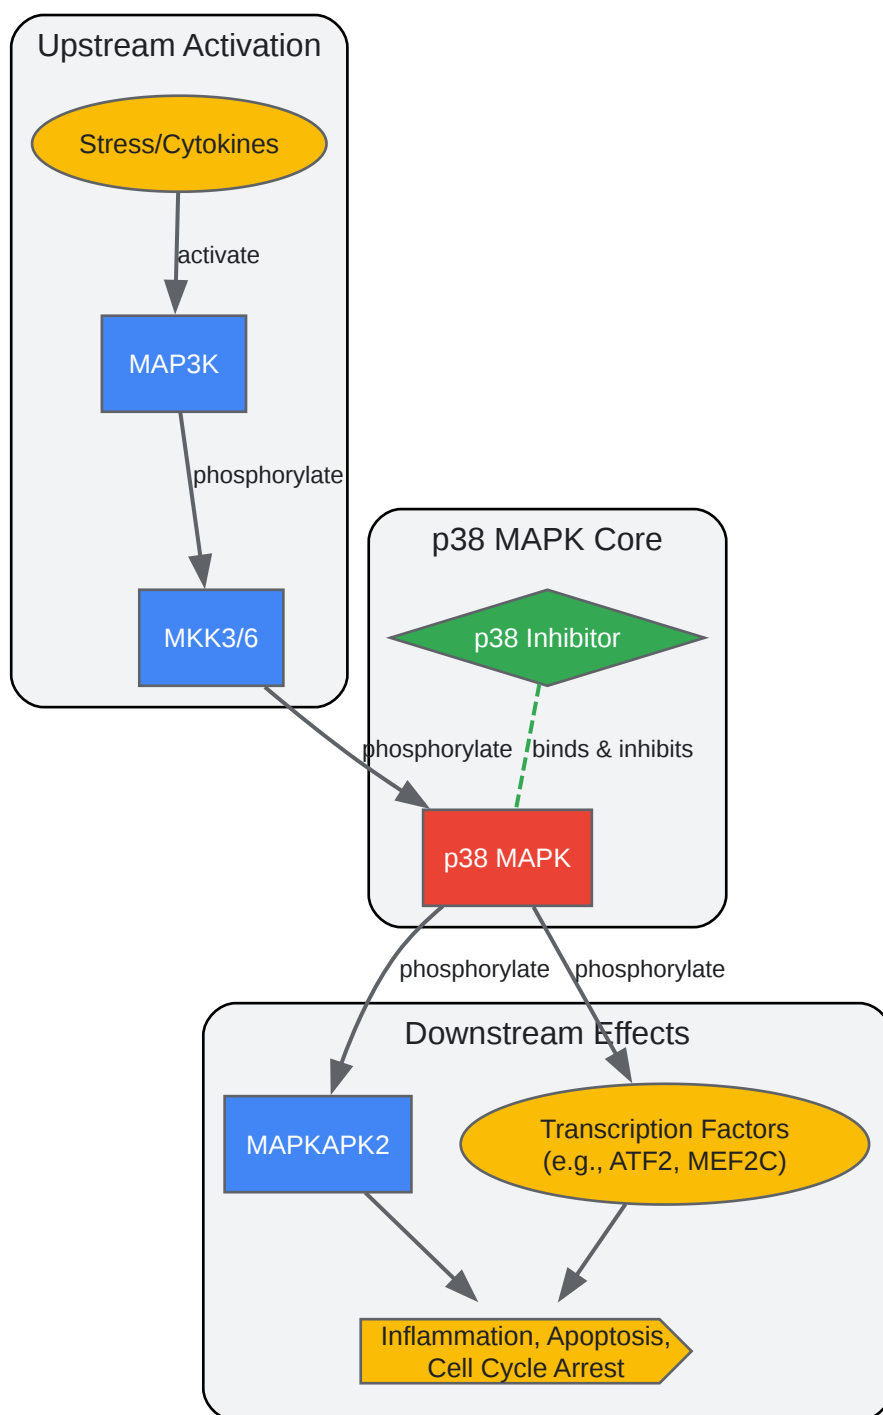 Upstream Activation
Stress/Cytokines
activate
MAP3K
phosphorylate
p38 MAPK Core
MKK3/6
p38 Inhibitor
phosphorylate
binds & inhibits
p38 MAPK
phosphorylate
phosphorylate
Downstream Effects
MAPKAPK2
Transcription Factors
(e.g., ATF2, MEF2C)
Inflammation, Apoptosis,
Cell Cycle Arrest